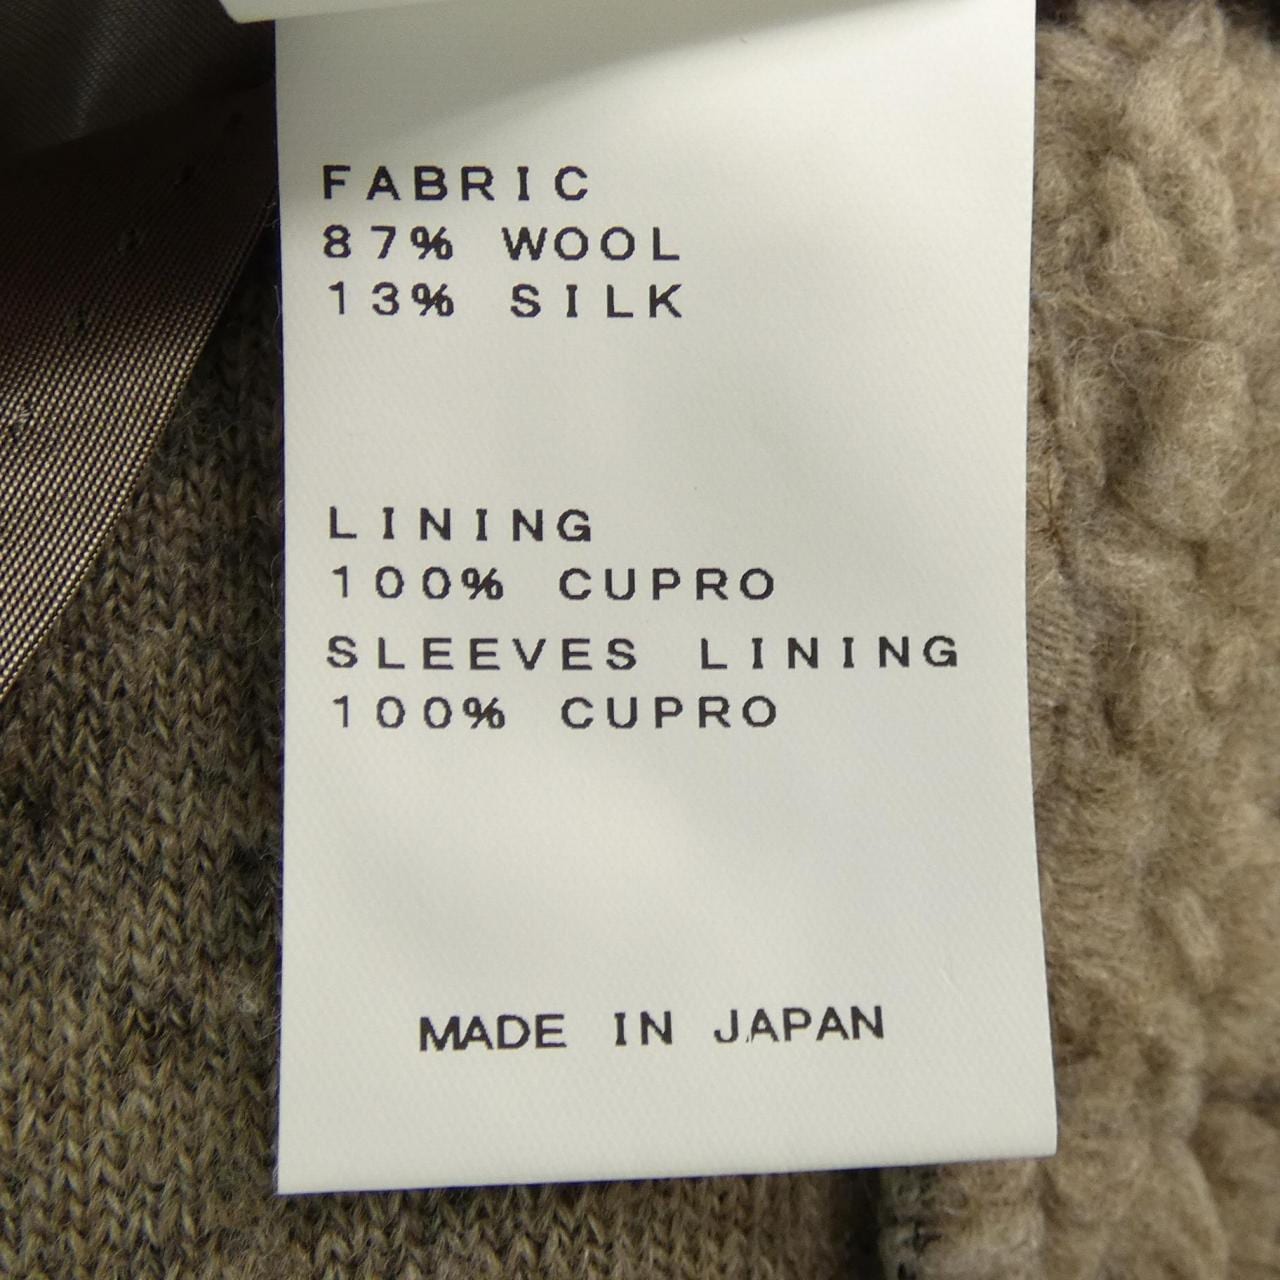 FABRIC
87% WOOL
13% SILK
LINING
100% CUPRO
SLEEVES LINING
100% CUPRO
MADE IN JAPAN